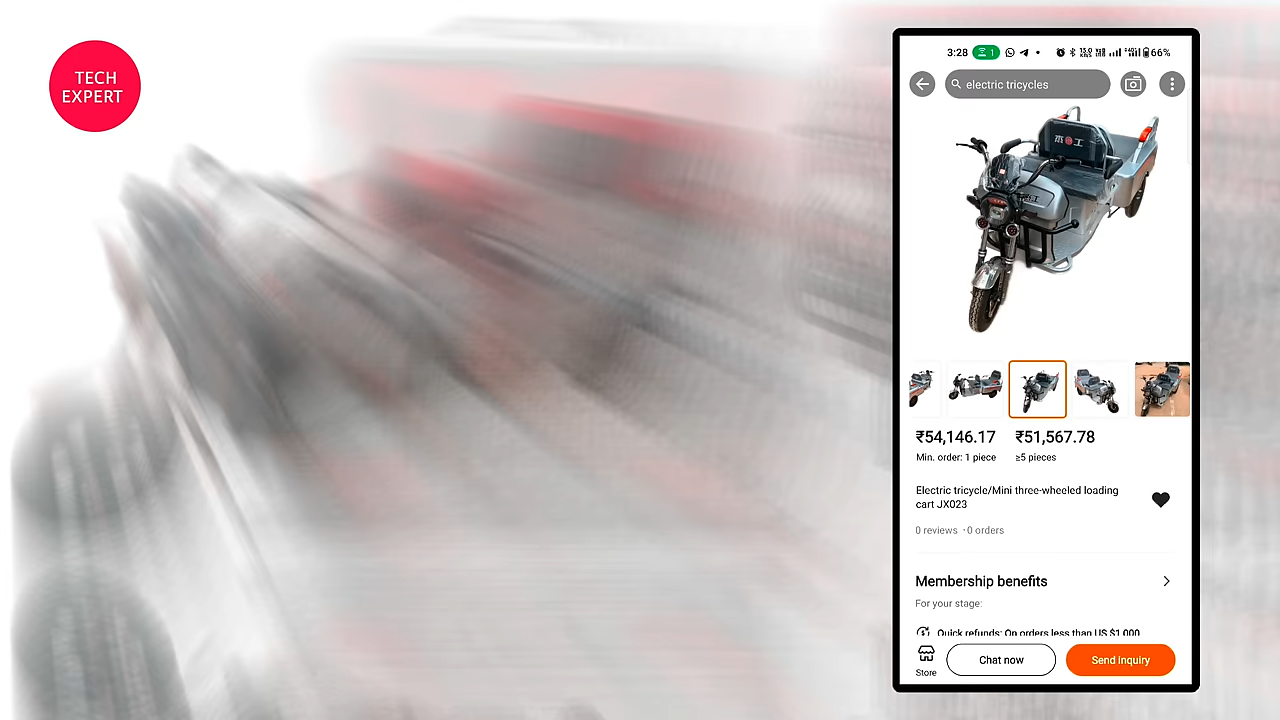 TECH
EXPERT
3:28
1
66%
electric tricycles
₹54,146.17 ₹51,567.78
Min. order: 1 piece ≥5 pieces
Electric tricycle/Mini three-wheeled loading
cart JX023
0 reviews · 0 orders
Membership benefits
For your stage:
Quick refunds: On orders less than US $1,000
Store
Chat now
Send inquiry